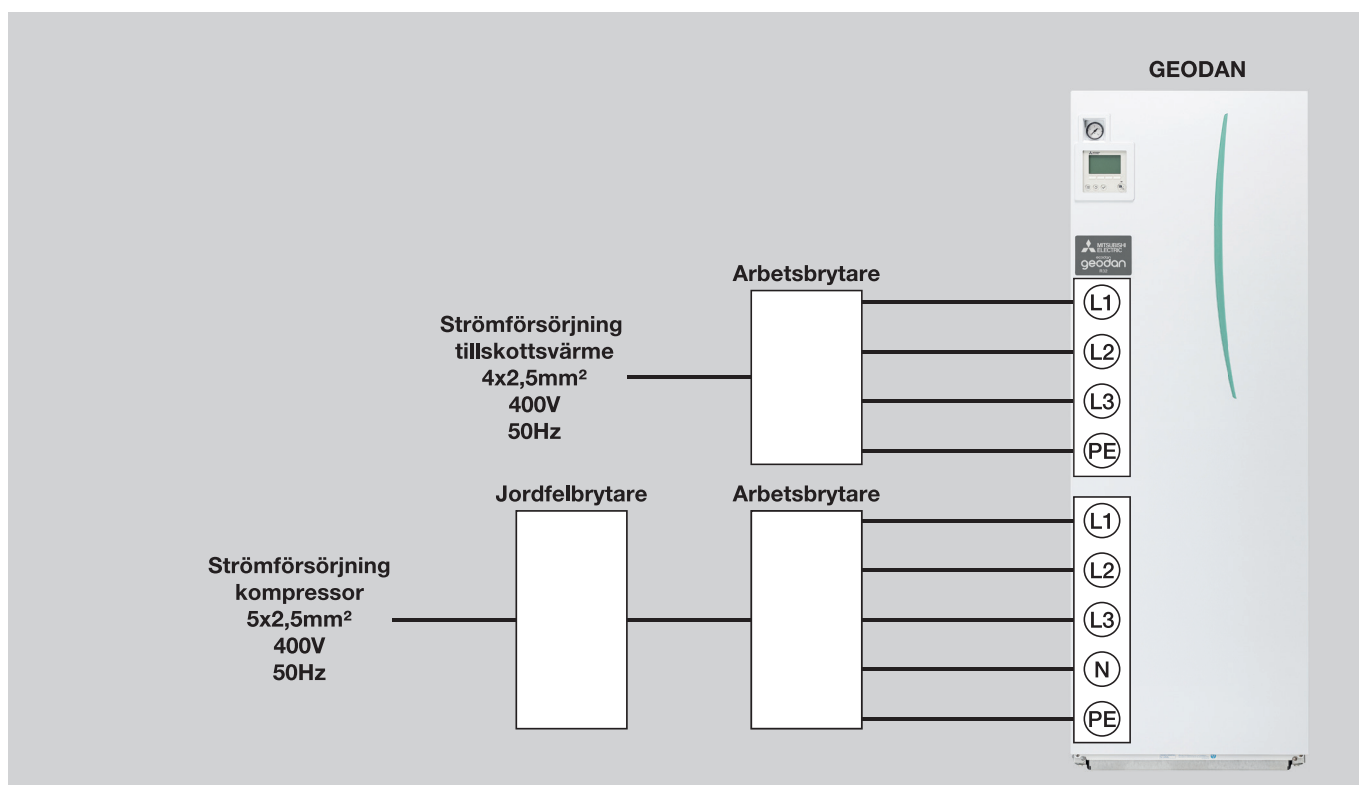 GEODAN
MITSUBISHI
ELECTRIC
geodan
Arbetsbrytare
Strömförsörjning
tillskottsvärme
4x2,5mm²
400V
50Hz
L1
L2
L3
PE
Jordfelbrytare
Arbetsbrytare
Strömförsörjning
kompressor
5x2,5mm²
400V
50Hz
L1
L2
L3
N
PE